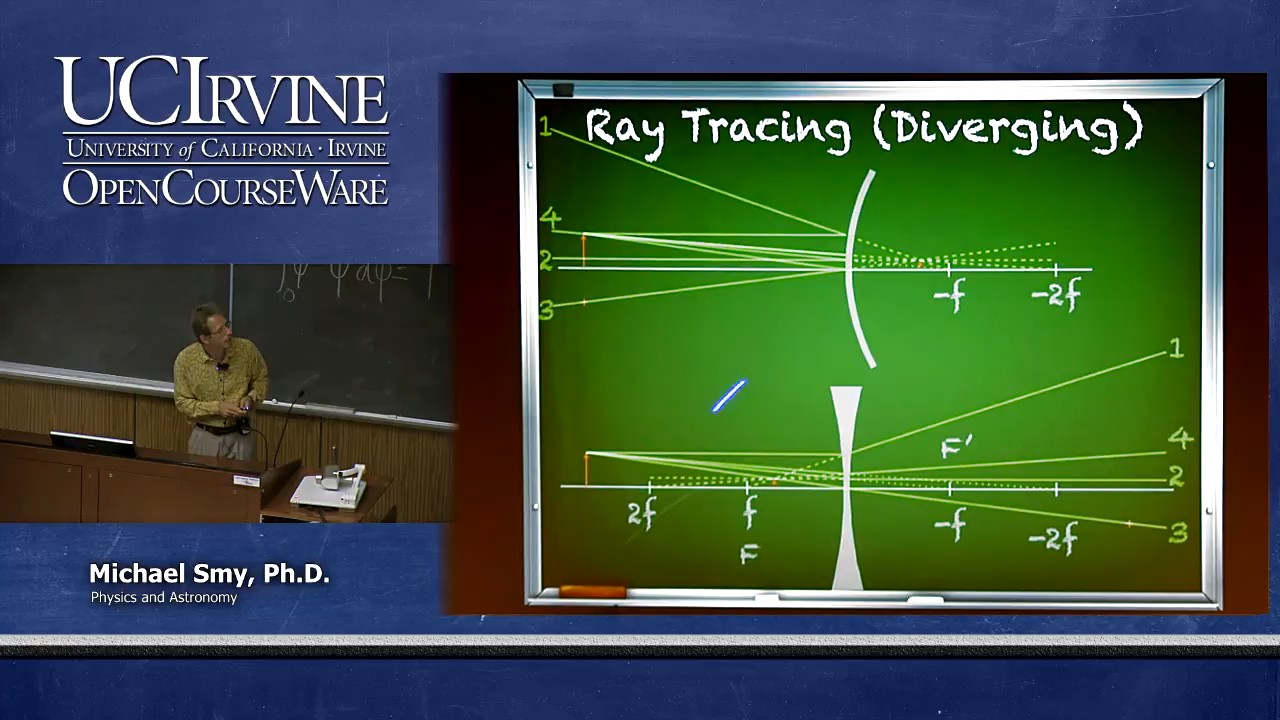 UCIRVINE
UNIVERSITY of CALIFORNIA · IRVINE
OPENCOURSEWARE
Michael Smy, Ph.D.
Physics and Astronomy
Ray Tracing (Diverging)
1
4
2
3
-f
-2f
1
F'
4
2
2f
f
-f
-2f
3
F